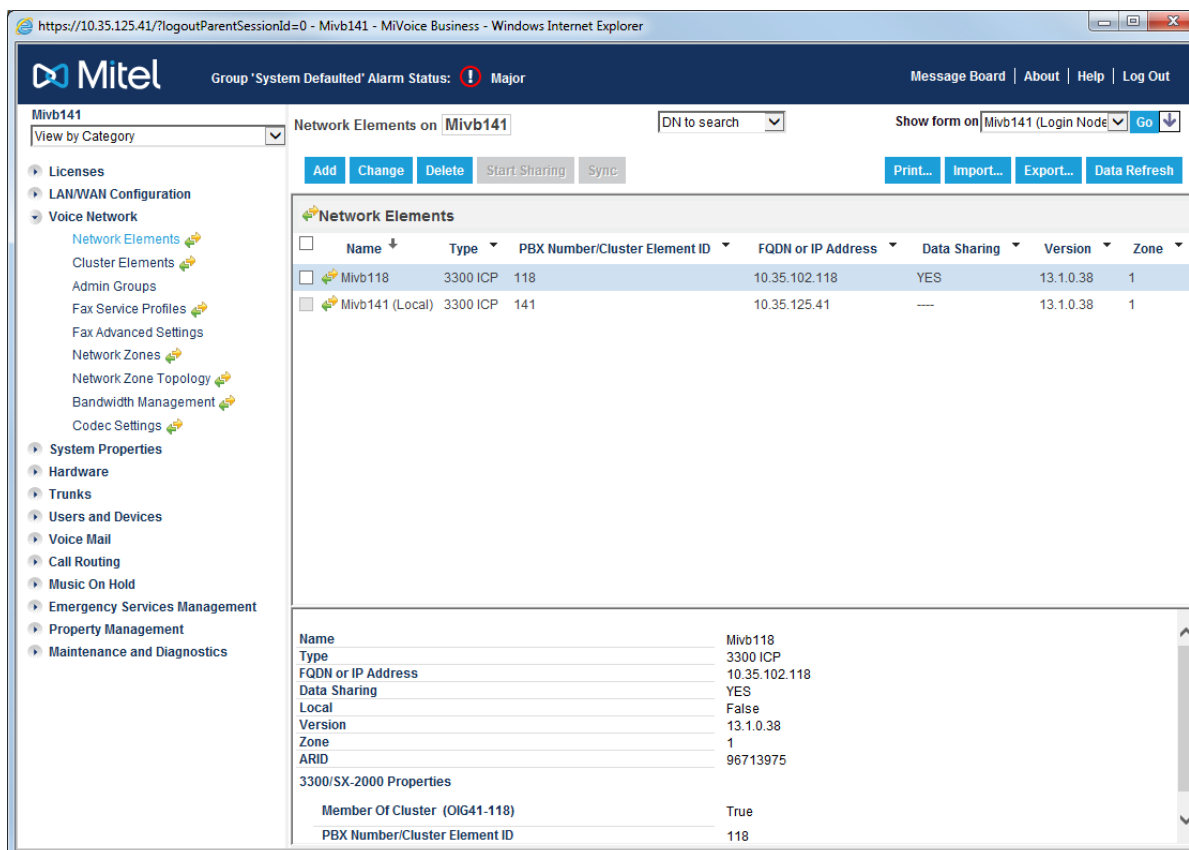 https://10.35.125.41/?logoutParentSessionId=0 - Mivb141 - MiVoice Business - Windows Internet Explorer
Mitel
Group 'System Defaulted' Alarm Status: ! Major
Message Board | About | Help | Log Out
Mivb141
View by Category
Licenses
LAN/WAN Configuration
Voice Network
Network Elements
Cluster Elements
Admin Groups
Fax Service Profiles
Fax Advanced Settings
Network Zones
Network Zone Topology
Bandwidth Management
Codec Settings
System Properties
Hardware
Trunks
Users and Devices
Voice Mail
Call Routing
Music On Hold
Emergency Services Management
Property Management
Maintenance and Diagnostics
Network Elements on Mivb141
DN to search
Show form on Mivb141 (Login Node Go
Add Change Delete Start Sharing Sync
Print... Import... Export... Data Refresh
Network Elements
Name Type PBX Number/Cluster Element ID FQDN or IP Address Data Sharing Version Zone
Mivb118 3300 ICP 118 10.35.102.118 YES 13.1.0.38 1
Mivb141 (Local) 3300 ICP 141 10.35.125.41 ---- 13.1.0.38 1
Name Mivb118
Type 3300 ICP
FQDN or IP Address 10.35.102.118
Data Sharing YES
Local False
Version 13.1.0.38
Zone 1
ARID 96713975
3300/SX-2000 Properties
Member Of Cluster (OIG41-118) True
PBX Number/Cluster Element ID 118